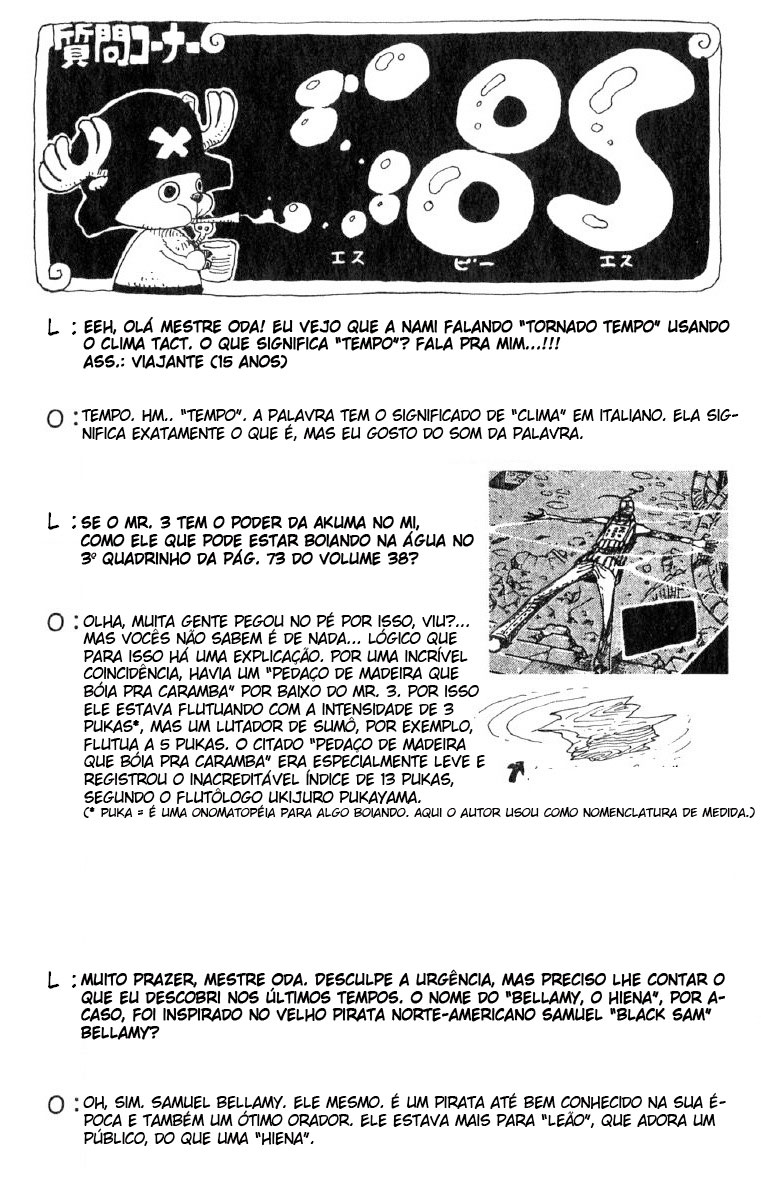 質問コーナー
SBS
エス ビー エス
L : EEH, OLÁ MESTRE ODA! EU VEJO QUE A NAMI FALANDO "TORNADO TEMPO" USANDO
O CLIMA TACT. O QUE SIGNIFICA "TEMPO"? FALA PRA MIM...!!!
ASS.: VIAJANTE (15 ANOS)
O : TEMPO. HM.. "TEMPO". A PALAVRA TEM O SIGNIFICADO DE "CLIMA" EM ITALIANO. ELA SIG-
NIFICA EXATAMENTE O QUE É, MAS EU GOSTO DO SOM DA PALAVRA.
L : SE O MR. 3 TEM O PODER DA AKUMA NO MI,
COMO ELE QUE PODE ESTAR BOIANDO NA ÁGUA NO
3º QUADRINHO DA PÁG. 73 DO VOLUME 38?
O : OLHA, MUITA GENTE PEGOU NO PÉ POR ISSO, VIU?...
MAS VOCÊS NÃO SABEM É DE NADA... LÓGICO QUE
PARA ISSO HÁ UMA EXPLICAÇÃO. POR UMA INCRÍVEL
COINCIDÊNCIA, HAVIA UM "PEDAÇO DE MADEIRA QUE
BÓIA PRA CARAMBA" POR BAIXO DO MR. 3. POR ISSO
ELE ESTAVA FLUTUANDO COM A INTENSIDADE DE 3
PUKAS*, MAS UM LUTADOR DE SUMÔ, POR EXEMPLO,
FLUTUA A 5 PUKAS. O CITADO "PEDAÇO DE MADEIRA
QUE BÓIA PRA CARAMBA" ERA ESPECIALMENTE LEVE E
REGISTROU O INACREDITÁVEL ÍNDICE DE 13 PUKAS,
SEGUNDO O FLUTÔLOGO UKIJURO PUKAYAMA.
(* PUKA = É UMA ONOMATOPÉIA PARA ALGO BOIANDO. AQUI O AUTOR USOU COMO NOMENCLATURA DE MEDIDA.)
L : MUITO PRAZER, MESTRE ODA. DESCULPE A URGÊNCIA, MAS PRECISO LHE CONTAR O
QUE EU DESCOBRI NOS ÚLTIMOS TEMPOS. O NOME DO "BELLAMY, O HIENA", POR A-
CASO, FOI INSPIRADO NO VELHO PIRATA NORTE-AMERICANO SAMUEL "BLACK SAM"
BELLAMY?
O : OH, SIM. SAMUEL BELLAMY. ELE MESMO. É UM PIRATA ATÉ BEM CONHECIDO NA SUA É-
POCA E TAMBÉM UM ÓTIMO ORADOR. ELE ESTAVA MAIS PARA "LEÃO", QUE ADORA UM
PÚBLICO, DO QUE UMA "HIENA".